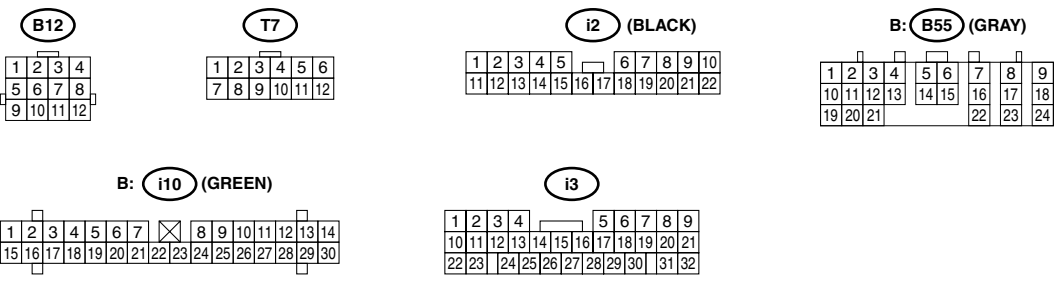 B12
T7
i2 (BLACK)
B: B55 (GRAY)
1 2 3 4
5 6 7 8
9 10 11 12
1 2 3 4 5 6
7 8 9 10 11 12
1 2 3 4 5 6 7 8 9 10
11 12 13 14 15 16 17 18 19 20 21 22
1 2 3 4 5 6 7 8 9
10 11 12 13 14 15 16 17 18
19 20 21 22 23 24
B: i10 (GREEN)
i3
1 2 3 4 5 6 7 8 9 10 11 12 13 14
15 16 17 18 19 20 21 22 23 24 25 26 27 28 29 30
1 2 3 4 5 6 7 8 9
10 11 12 13 14 15 16 17 18 19 20 21
22 23 24 25 26 27 28 29 30 31 32